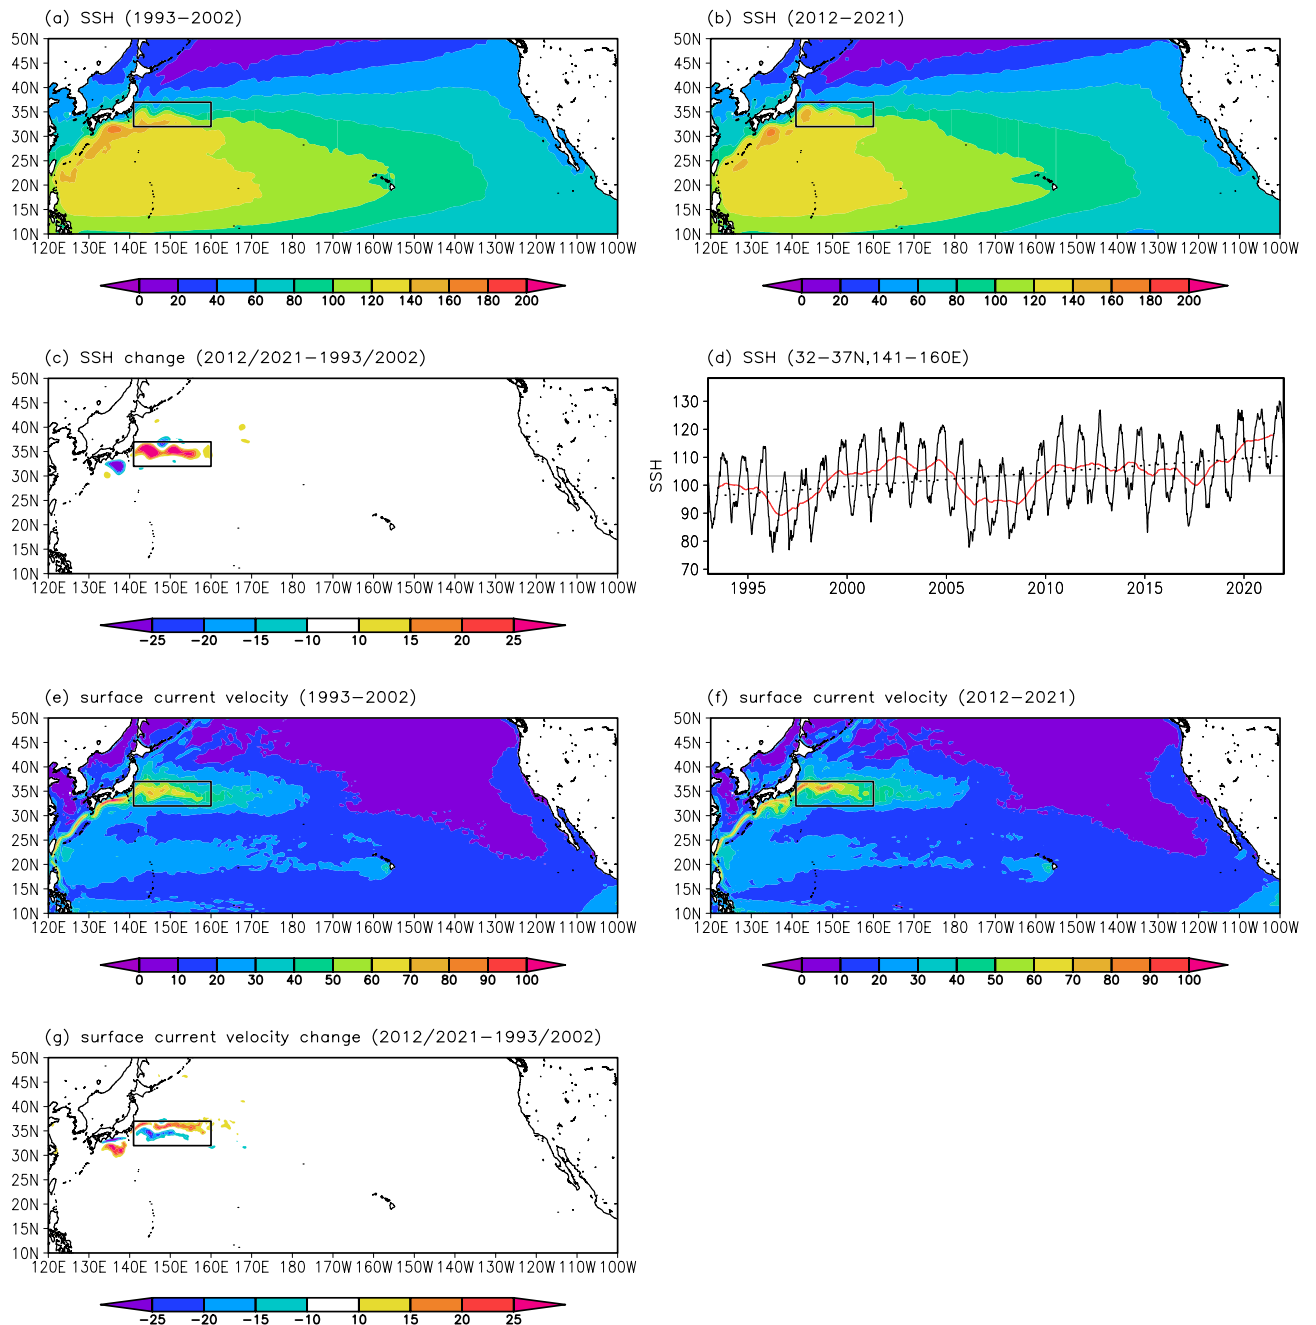 (a) SSH (1993−2002)
50N
45N
40N
35N
30N
25N
20N
15N
10N
120E 130E 140E 150E 160E 170E 180 170W 160W 150W 140W 130W 120W 110W 100W
0 20 40 60 80 100 120 140 160 180 200
(b) SSH (2012−2021)
50N
45N
40N
35N
30N
25N
20N
15N
10N
120E 130E 140E 150E 160E 170E 180 170W 160W 150W 140W 130W 120W 110W 100W
0 20 40 60 80 100 120 140 160 180 200
(c) SSH change (2012/2021−1993/2002)
50N
45N
40N
35N
30N
25N
20N
15N
10N
120E 130E 140E 150E 160E 170E 180 170W 160W 150W 140W 130W 120W 110W 100W
−25 −20 −15 −10 10 15 20 25
(d) SSH (32−37N,141−160E)
SSH
130
120
110
100
90
80
70
1995 2000 2005 2010 2015 2020
(e) surface current velocity (1993−2002)
50N
45N
40N
35N
30N
25N
20N
15N
10N
120E 130E 140E 150E 160E 170E 180 170W 160W 150W 140W 130W 120W 110W 100W
0 10 20 30 40 50 60 70 80 90 100
(f) surface current velocity (2012−2021)
50N
45N
40N
35N
30N
25N
20N
15N
10N
120E 130E 140E 150E 160E 170E 180 170W 160W 150W 140W 130W 120W 110W 100W
0 10 20 30 40 50 60 70 80 90 100
(g) surface current velocity change (2012/2021−1993/2002)
50N
45N
40N
35N
30N
25N
20N
15N
10N
120E 130E 140E 150E 160E 170E 180 170W 160W 150W 140W 130W 120W 110W 100W
−25 −20 −15 −10 10 15 20 25